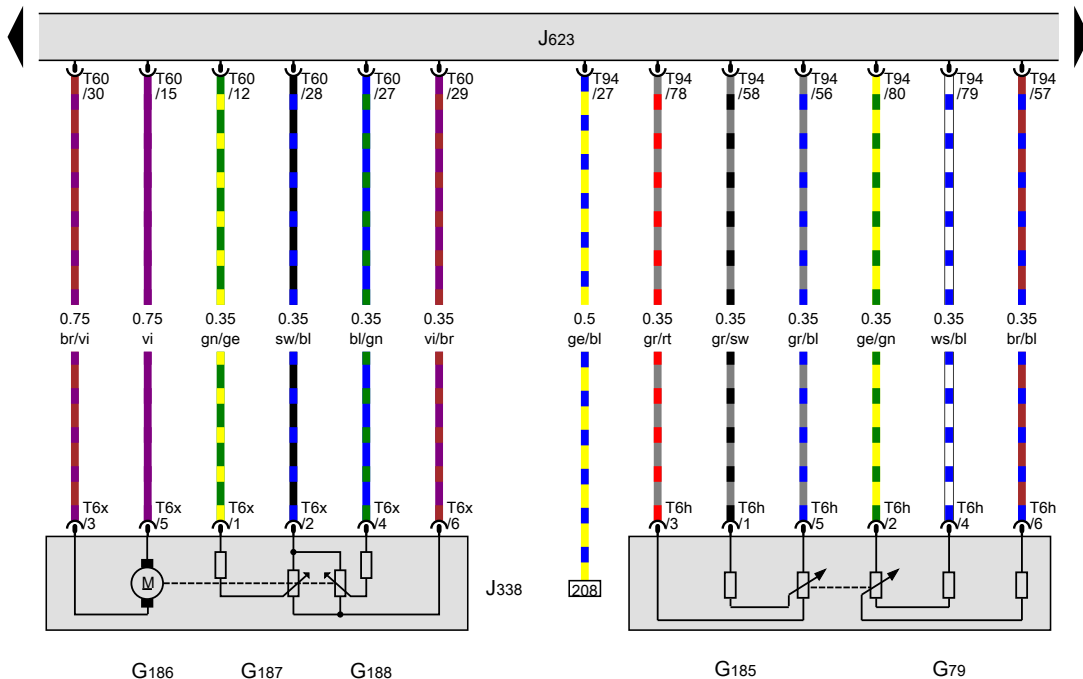 J623
T60 T60 T60 T60 T60 T60 T94 T94 T94 T94 T94 T94 T94
/30 /15 /12 /28 /27 /29 /27 /78 /58 /56 /80 /79 /57
0.75 0.75 0.35 0.35 0.35 0.35 0.5 0.35 0.35 0.35 0.35 0.35 0.35
br/vi vi gn/ge sw/bl bl/gn vi/br ge/bl gr/rt gr/sw gr/bl ge/gn ws/bl br/bl
T6x T6x T6x T6x T6x T6x T6h T6h T6h T6h T6h T6h
/3 /5 /1 /2 /4 /6 /3 /1 /5 /2 /4 /6
M J338 208
G186 G187 G188 G185 G79